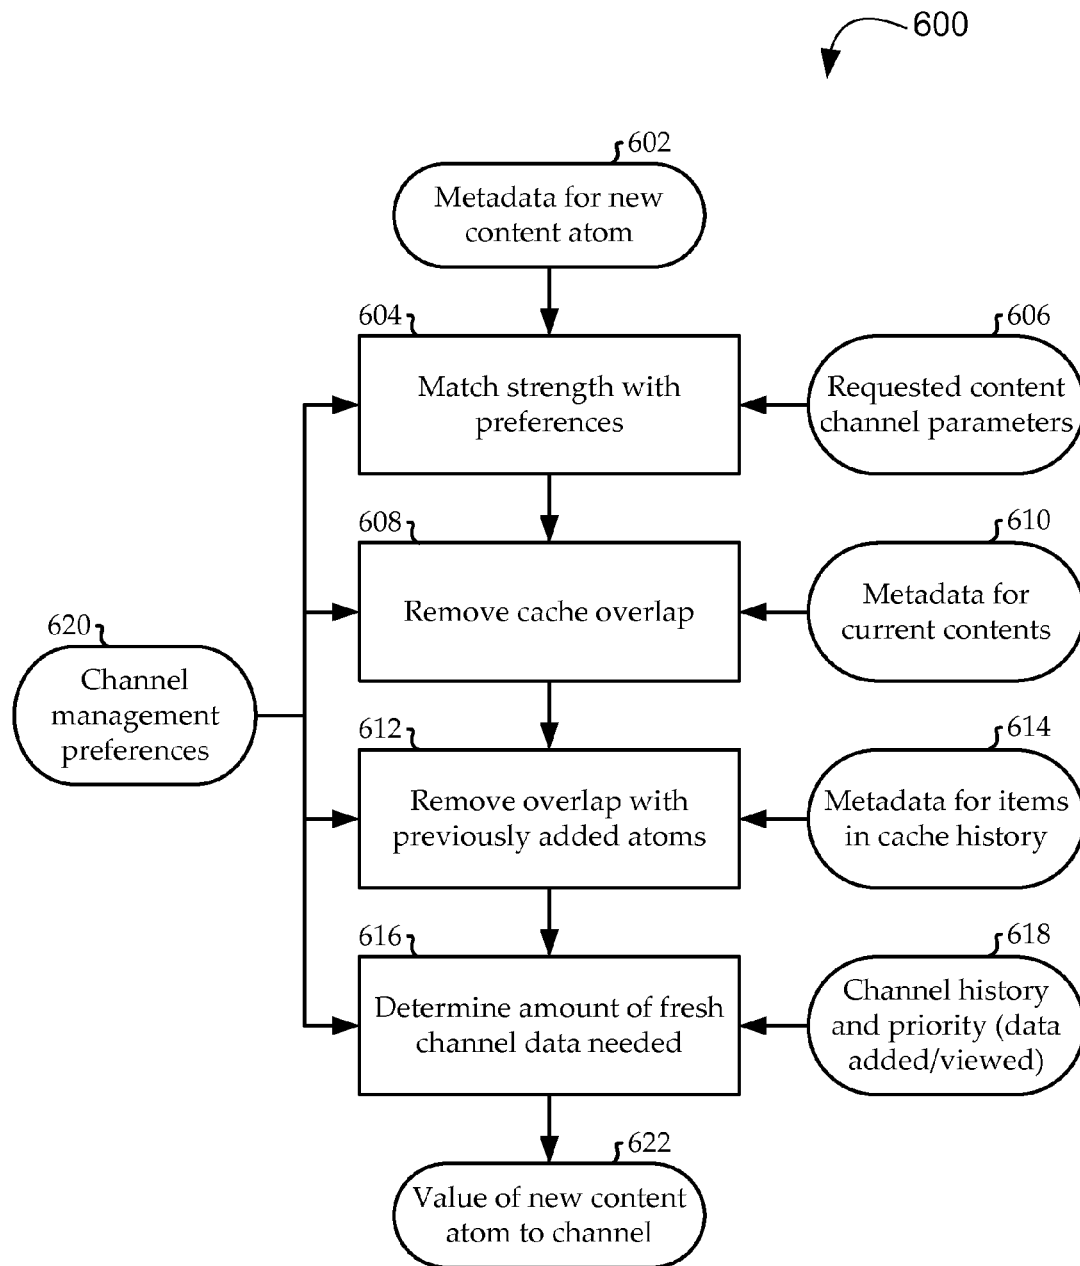 600
602
Metadada for new
content atom
604
Match strength with
preferences
606
Requested content
channel parameters
608
Remove cache overlap
610
Metadata for
current contents
620
Channel
management
preferences
612
Remove overlap with
previously added atoms
614
Metadata for items
in cache history
616
Determine amount of fresh
channel data needed
618
Channel history
and priority (data
added/viewed)
622
Value of new content
atom to channel